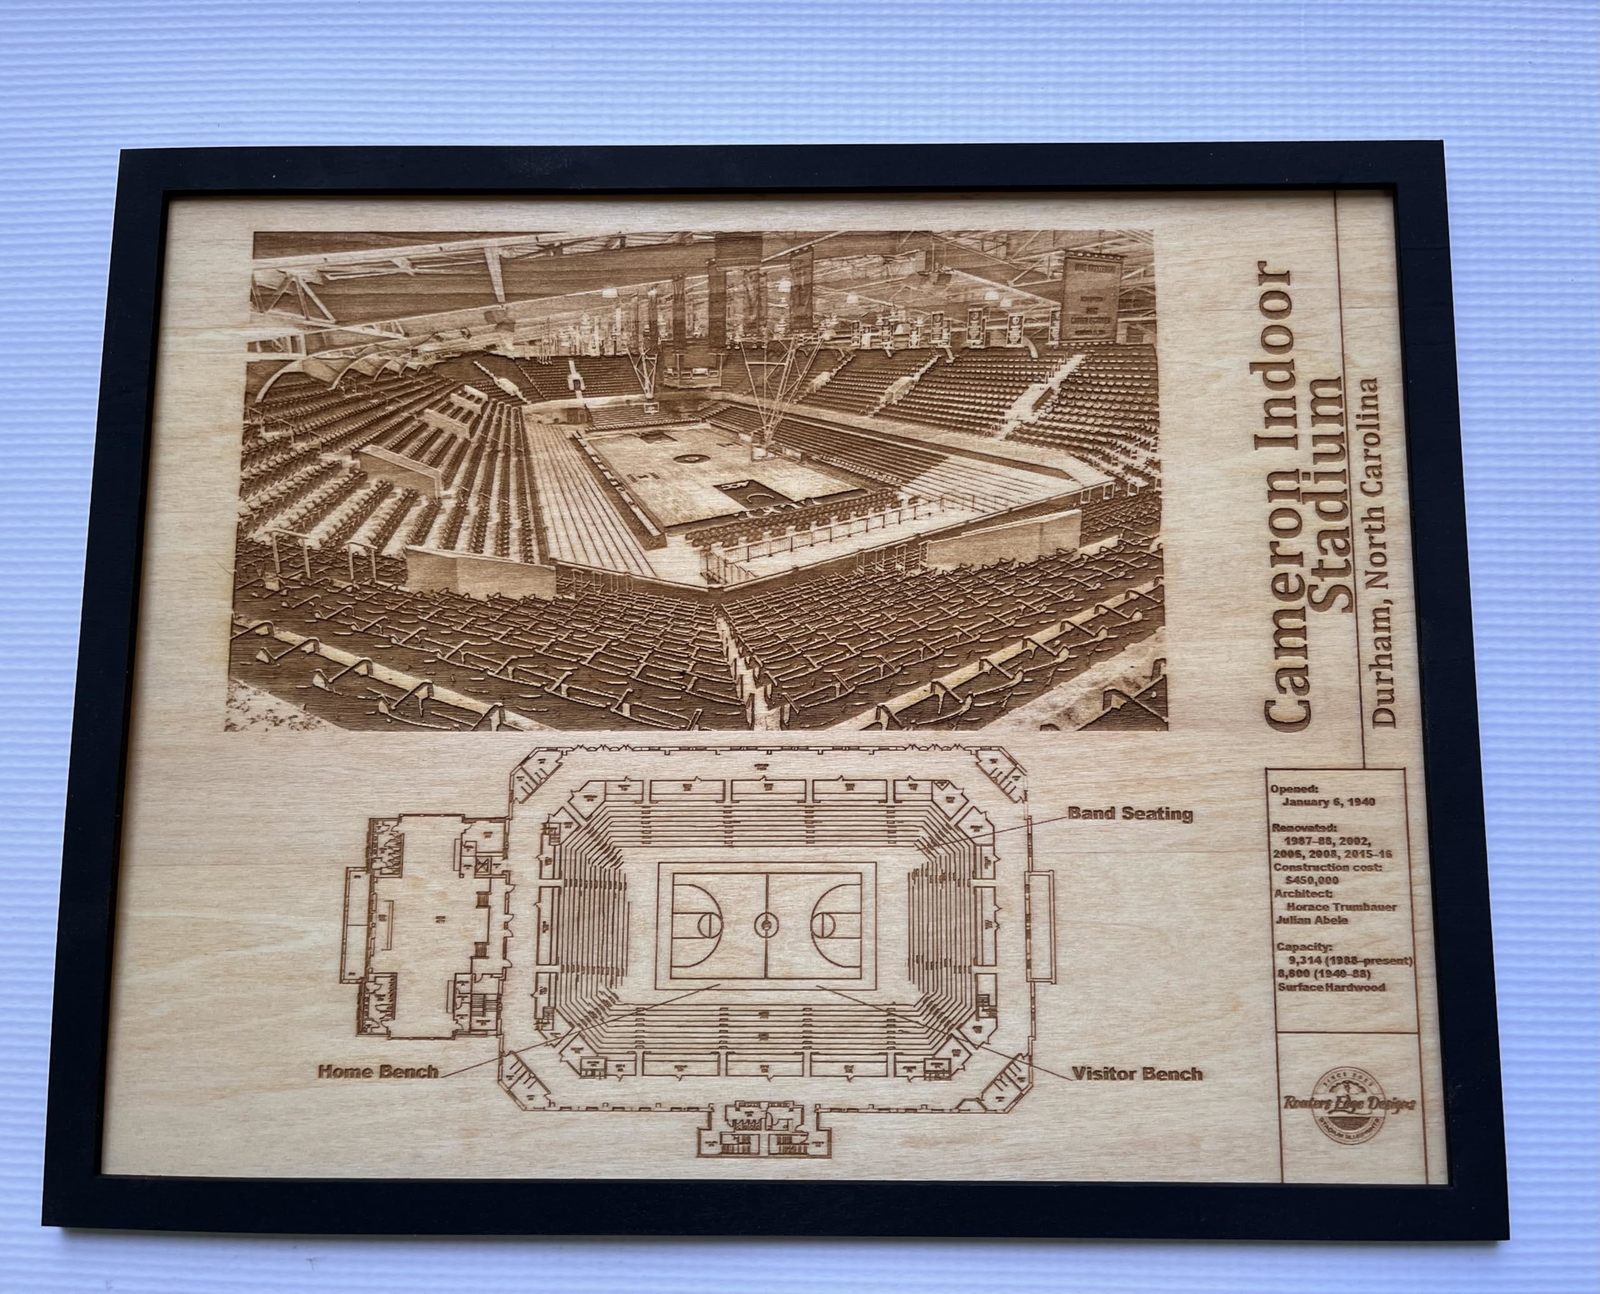 Cameron Indoor
Stadium
Durham, North Carolina
Opened:
January 6, 1940
Renovated:
1987-88, 2002,
2006, 2008, 2015-16
Construction cost:
$450,000
Architect:
Horace Trumbauer
Julian Abele
Capacity:
9,314 (1988-present)
8,800 (1940-88)
Surface Hardwood
Band Seating
Home Bench
Visitor Bench
Edge Designs